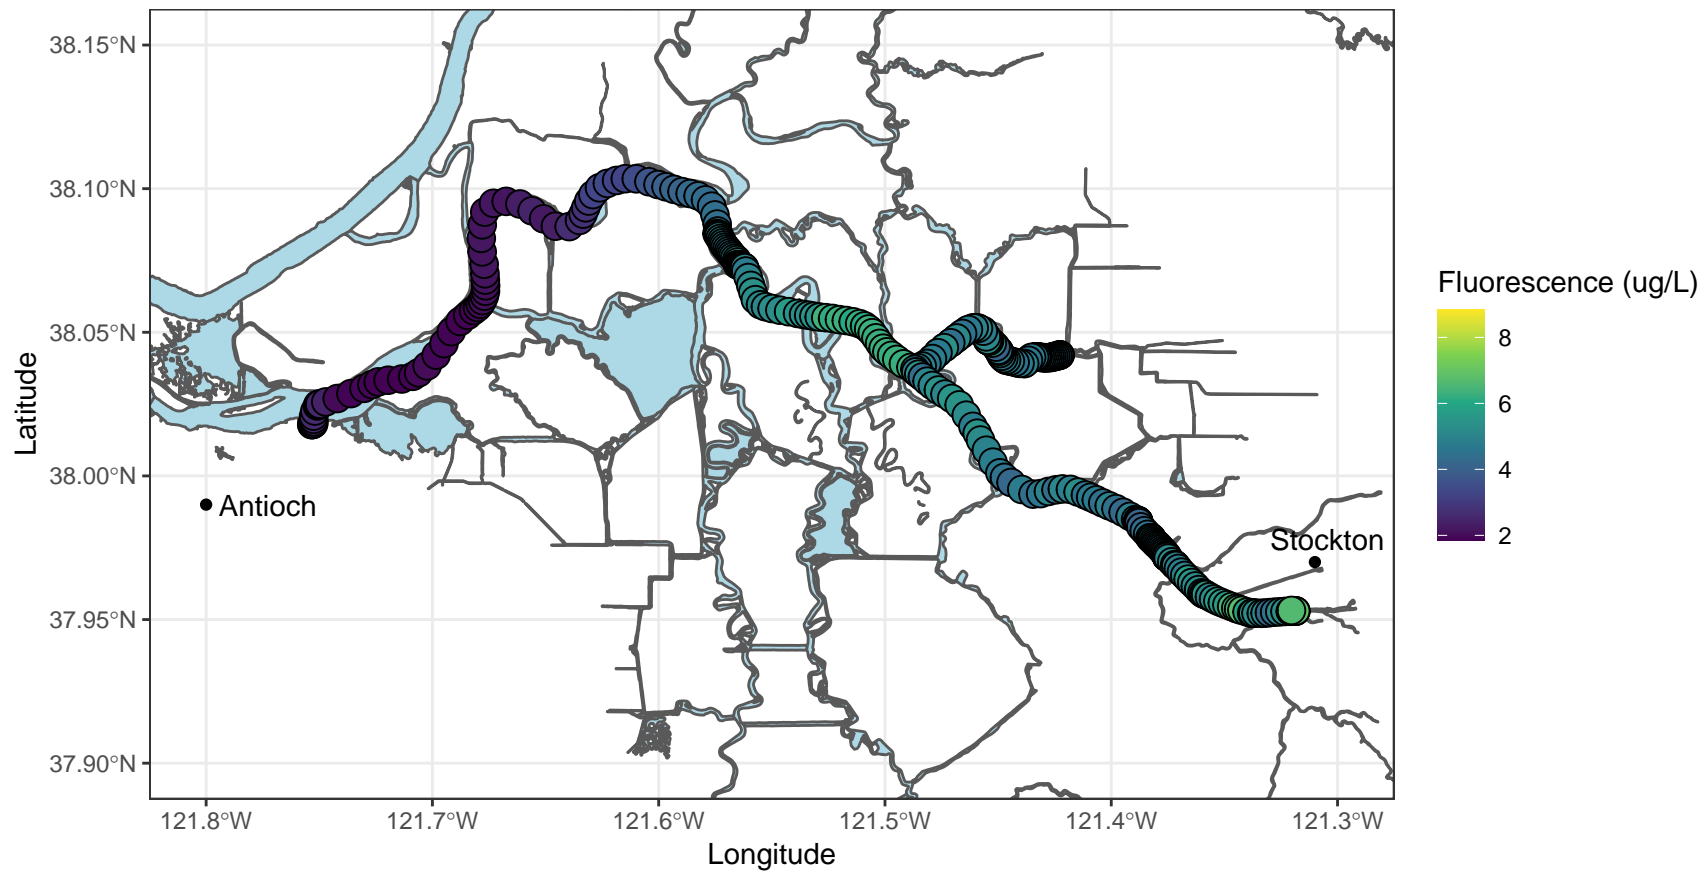 38.15°N
38.10°N
38.05°N
38.00°N
37.95°N
37.90°N
Latitude
Antioch
Stockton
121.8°W
121.7°W
121.6°W
121.5°W
121.4°W
121.3°W
Longitude
Fluorescence (ug/L)
8
6
4
2